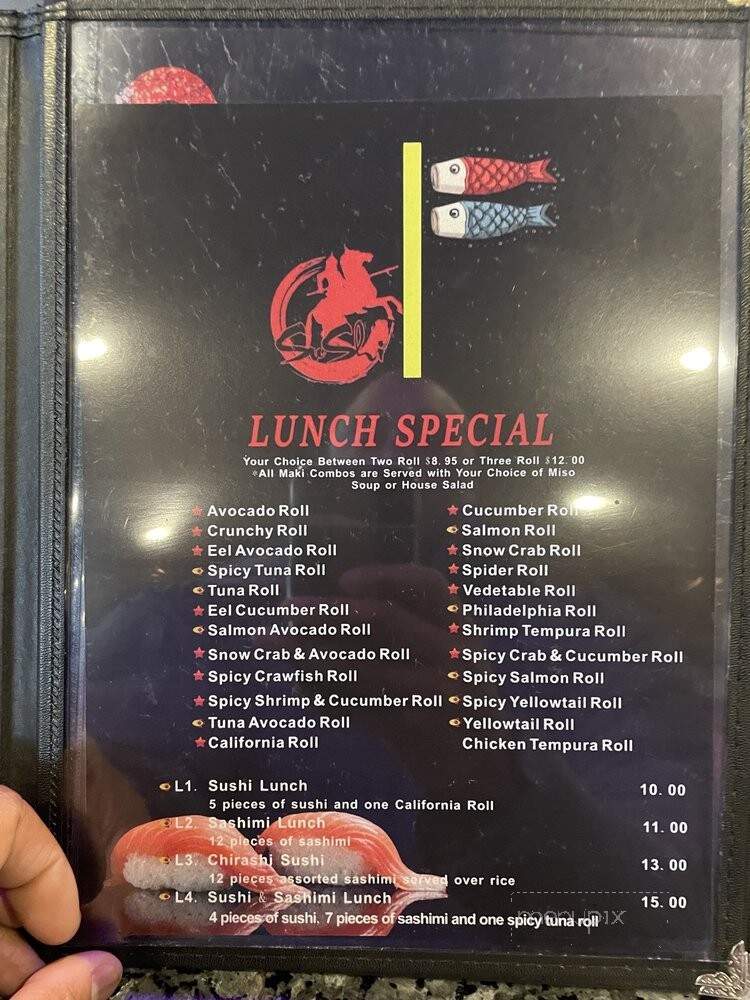 SuShi
LUNCH SPECIAL
Your Choice Between Two Roll $8.95 or Three Roll $12.00
*All Maki Combos are Served with Your Choice of Miso
Soup or House Salad
Avocado Roll
Crunchy Roll
Eel Avocado Roll
Spicy Tuna Roll
Tuna Roll
Eel Cucumber Roll
Salmon Avocado Roll
Snow Crab & Avocado Roll
Spicy Crawfish Roll
Spicy Shrimp & Cucumber Roll
Tuna Avocado Roll
California Roll
Cucumber Roll
Salmon Roll
Snow Crab Roll
Spider Roll
Vedetable Roll
Philadelphia Roll
Shrimp Tempura Roll
Spicy Crab & Cucumber Roll
Spicy Salmon Roll
Spicy Yellowtail Roll
Yellowtail Roll
Chicken Tempura Roll
L1. Sushi Lunch 10.00
5 pieces of sushi and one California Roll
L2. Sashimi Lunch 11.00
12 pieces of sashimi
L3. Chirashi Sushi 13.00
12 pieces assorted sashimi served over rice
L4. Sushi & Sashimi Lunch 15.00
4 pieces of sushi, 7 pieces of sashimi and one spicy tuna roll
menupix